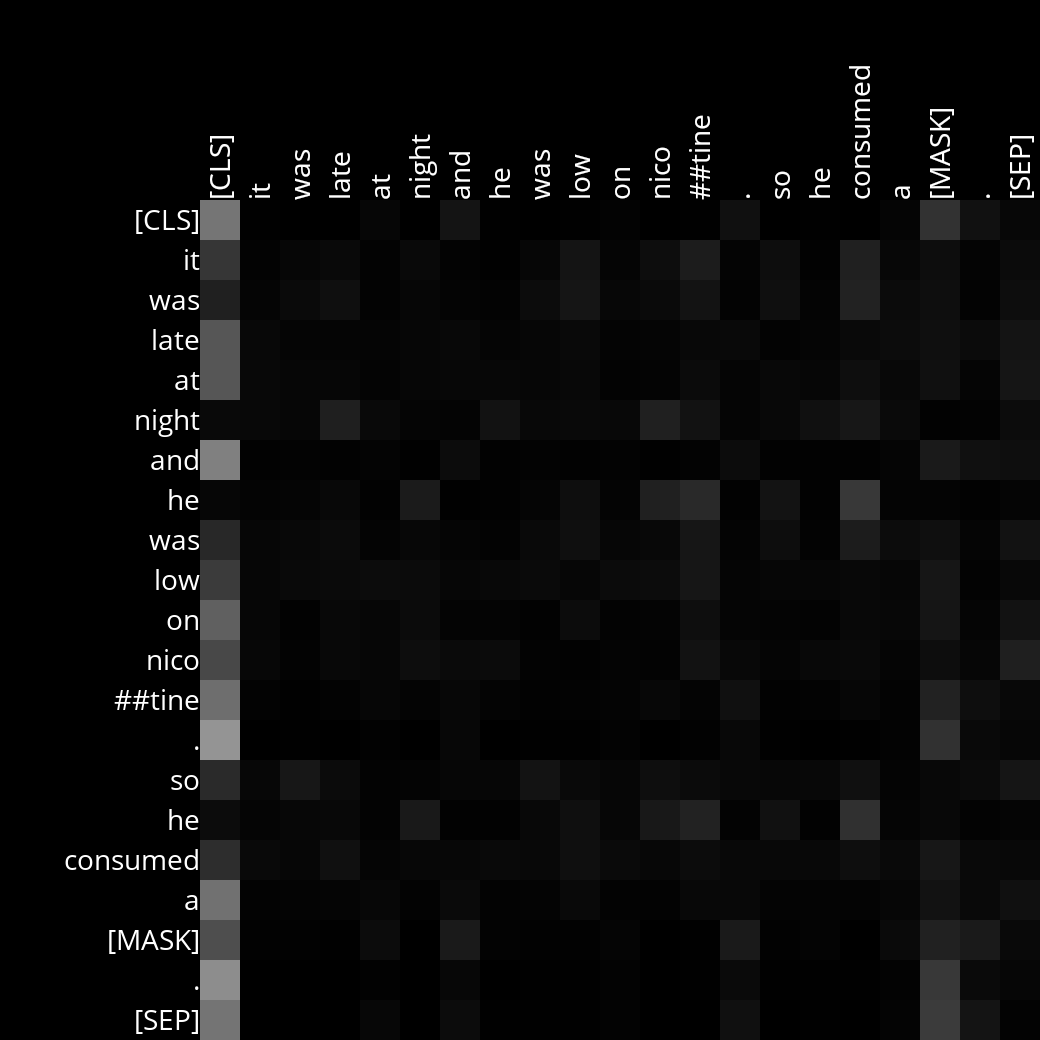 [CLS] it was late at night and he was low on nico ##tine . so he consumed a [MASK] . [SEP]
[CLS]
it
was
late
at
night
and
he
was
low
on
nico
##tine
.
so
he
consumed
a
[MASK]
.
[SEP]